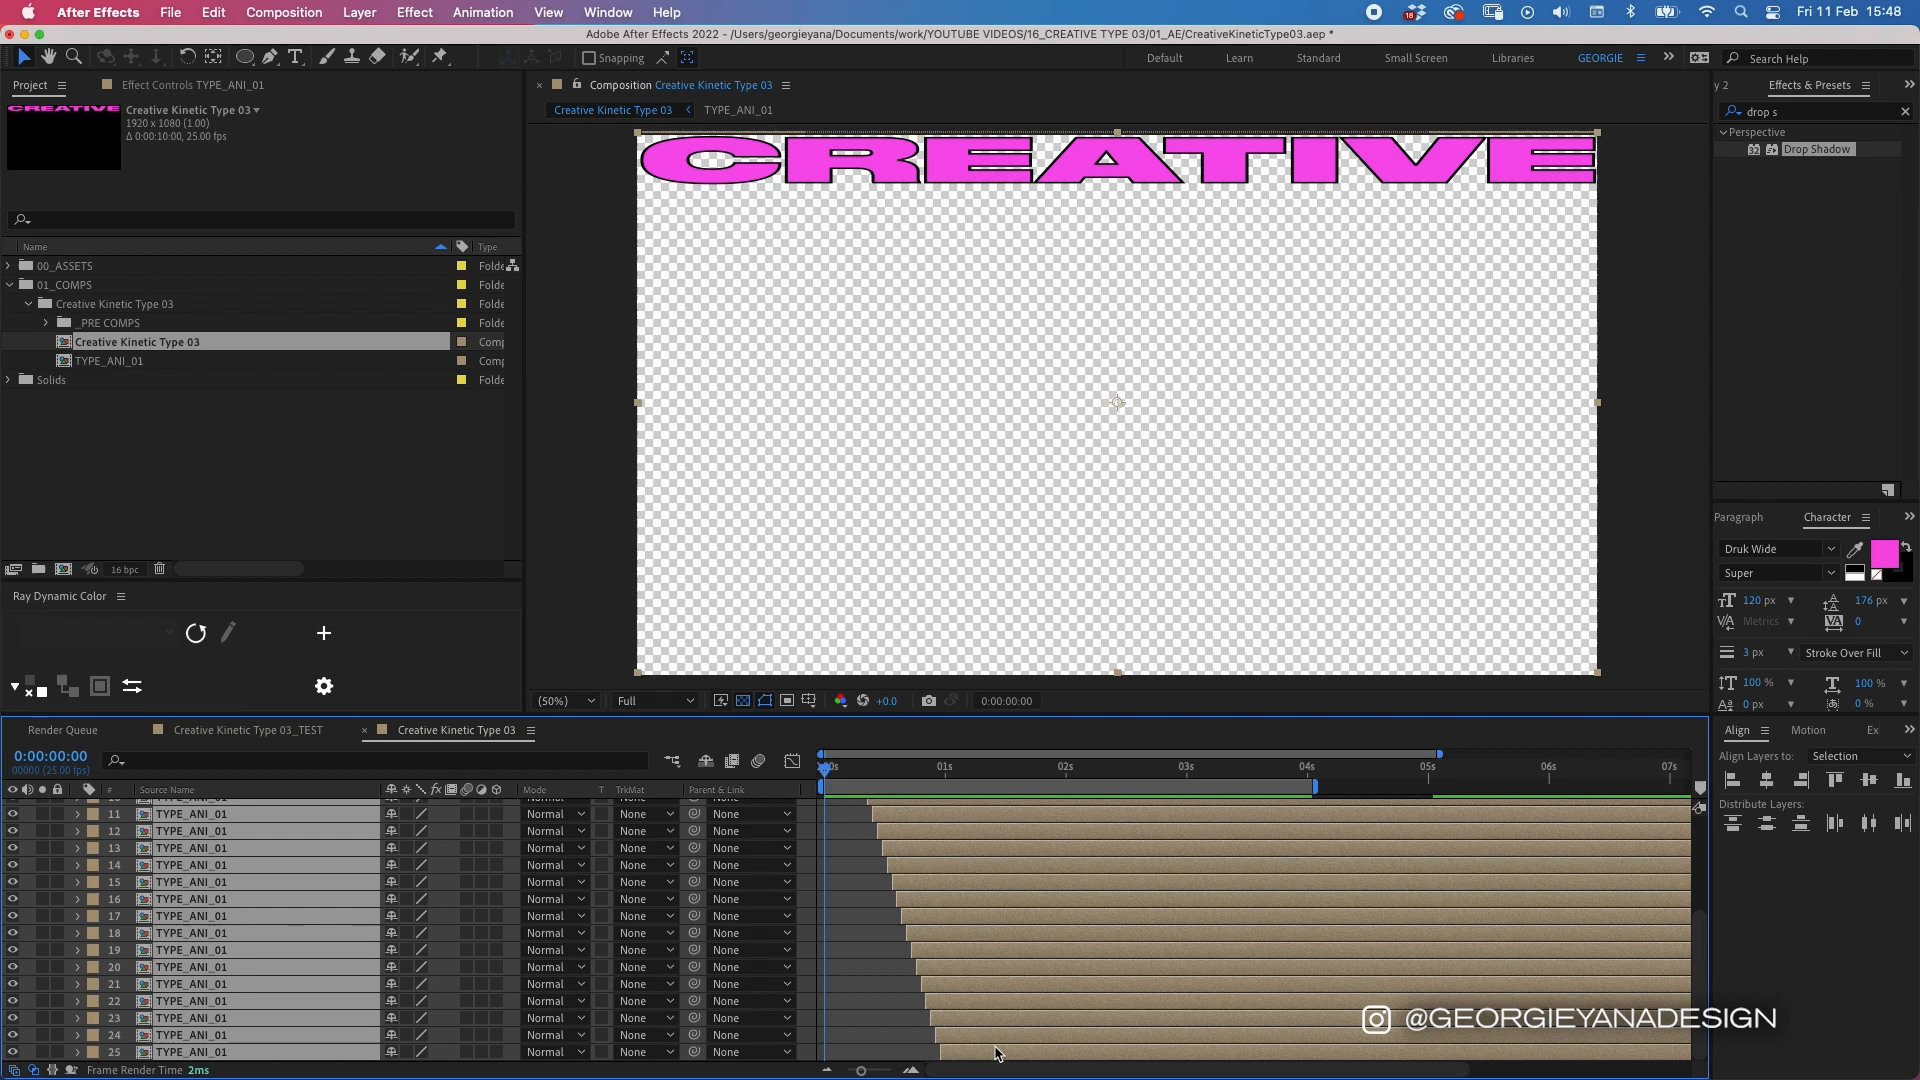 After Effects File Edit Composition Layer Effect Animation View Window Help 18 Fri 11 Feb 15:48
Adobe After Effects 2022 - /Users/georgieyana/Documents/work/YOUTUBE VIDEOS/16_CREATIVE TYPE 03/01_AE/CreativeKineticType03.aep *
Snapping Default Learn Standard Small Screen Libraries GEORGIE Search Help
Project Effect Controls TYPE_ANI_01 Composition Creative Kinetic Type 03 y 2 Effects & Presets
Creative Kinetic Type 03
1920 x 1080 (1.00)
Δ 0:00:10:00, 25.00 fps
Creative Kinetic Type 03 TYPE_ANI_01
drop s
Perspective
32 Drop Shadow
CREATIVE
CREATIVE
Name Type
00_ASSETS Folde
01_COMPS Folde
Creative Kinetic Type 03 Folde
_PRE COMPS Folde
Creative Kinetic Type 03 Comp
TYPE_ANI_01 Comp
Solids Folde
16 bpc
Paragraph Character
Druk Wide
Super
120 px 176 px
Metrics 0
3 px Stroke Over Fill
100 % 100 %
0 px 0 %
Ray Dynamic Color
(50%) Full +0.0 0:00:00:00
Render Queue Creative Kinetic Type 03_TEST Creative Kinetic Type 03
Align Motion Ex
Align Layers to: Selection
Distribute Layers:
0:00:00:00
00000 (25.00 fps)
01s 02s 03s 04s 05s 06s 07s
# Source Name Mode T TrkMat Parent & Link
11 TYPE_ANI_01 Normal None None
12 TYPE_ANI_01 Normal None None
13 TYPE_ANI_01 Normal None None
14 TYPE_ANI_01 Normal None None
15 TYPE_ANI_01 Normal None None
16 TYPE_ANI_01 Normal None None
17 TYPE_ANI_01 Normal None None
18 TYPE_ANI_01 Normal None None
19 TYPE_ANI_01 Normal None None
20 TYPE_ANI_01 Normal None None
21 TYPE_ANI_01 Normal None None
22 TYPE_ANI_01 Normal None None
23 TYPE_ANI_01 Normal None None
24 TYPE_ANI_01 Normal None None
25 TYPE_ANI_01 Normal None None
@GEORGIEYANADESIGN
Frame Render Time 2ms